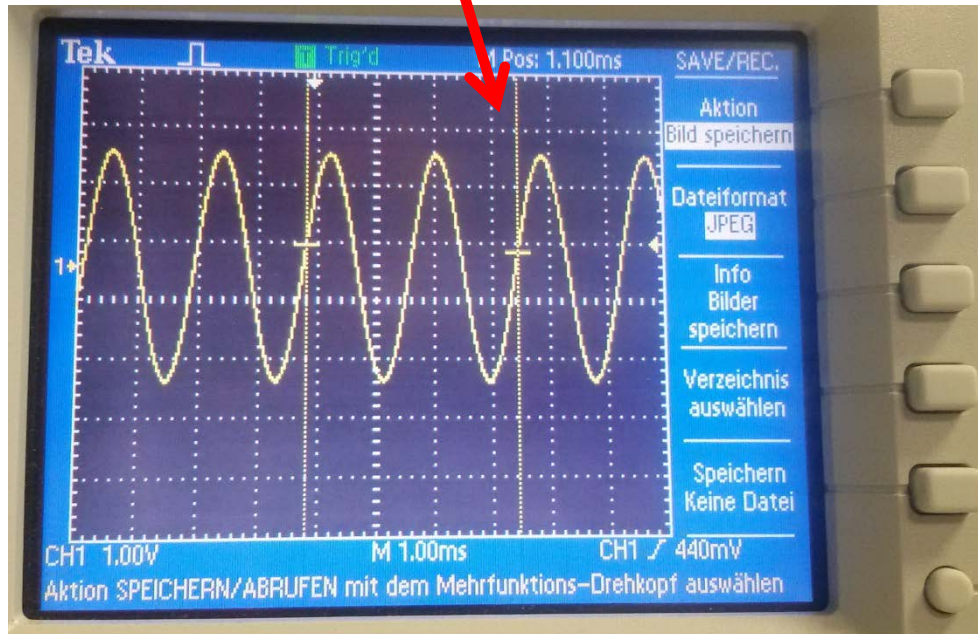 Tek Trig'd M Pos: 1.100ms SAVE/REC.
Aktion
Bild speichern
Dateiformat
JPEG
1
Info
Bilder
speichern
Verzeichnis
auswählen
Speichern
Keine Datei
CH1 1.00V M 1.00ms CH1 440mV
Aktion SPEICHERN/ABRUFEN mit dem Mehrfunktions-Drehkopf auswählen